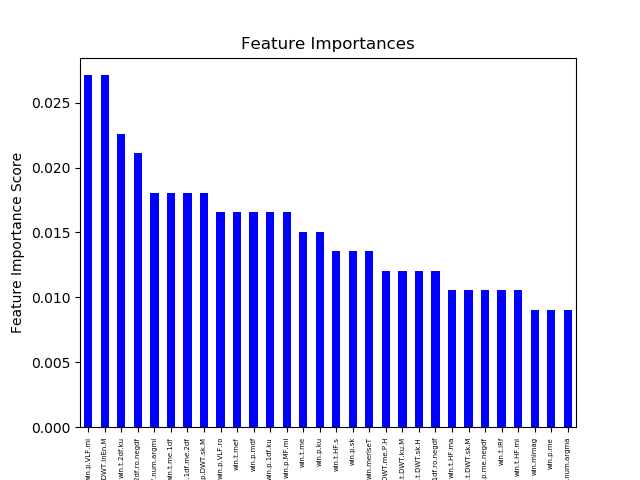 Feature Importances
Feature Importance Score
0.025
0.020
0.015
0.010
0.005
0.000
win.p.VLF.mi
DWT.InEn.M
win.t.2df.ku
2df.ro.negdf
.num.argmi
win.t.me.1df
.1df.me.2df
p.DWT.sk.M
win.p.VLF.ro
win.t.mef
win.p.mdf
win.p.1df.ku
win.p.MF.mi
win.t.me
win.p.ku
win.t.HF.s
win.p.sk
win.meriseT
DWT.me.P.H
t.DWT.ku.M
t.DWT.sk.H
1df.ro.negdf
win.t.HF.ma
t.DWT.sk.M
p.me.negdf
win.t.IRf
win.t.HF.mi
win.mimag
win.p.me
.num.argma